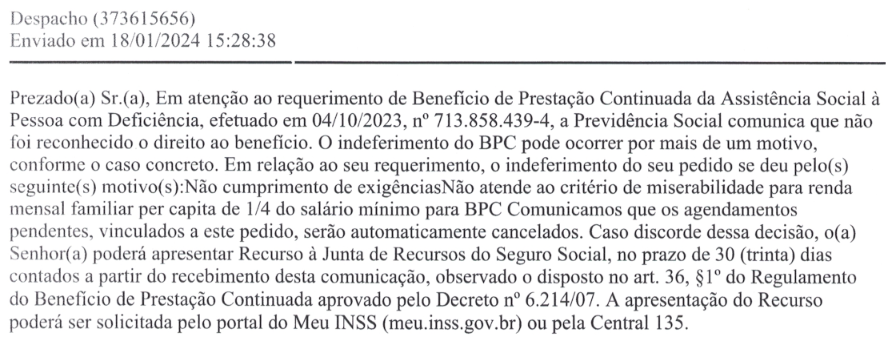 Despacho (373615656)
Enviado em 18/01/2024 15:28:38
Prezado(a) Sr.(a), Em atenção ao requerimento de Benefício de Prestação Continuada da Assistência Social à
Pessoa com Deficiência, efetuado em 04/10/2023, nº 713.858.439-4, a Previdência Social comunica que não
foi reconhecido o direito ao benefício. O indeferimento do BPC pode ocorrer por mais de um motivo,
conforme o caso concreto. Em relação ao seu requerimento, o indeferimento do seu pedido se deu pelo(s)
seguinte(s) motivo(s):Não cumprimento de exigênciasNão atende ao critério de miserabilidade para renda
mensal familiar per capita de 1/4 do salário mínimo para BPC Comunicamos que os agendamentos
pendentes, vinculados a este pedido, serão automaticamente cancelados. Caso discorde dessa decisão, o(a)
Senhor(a) poderá apresentar Recurso à Junta de Recursos do Seguro Social, no prazo de 30 (trinta) dias
contados a partir do recebimento desta comunicação, observado o disposto no art. 36, §1º do Regulamento
do Benefício de Prestação Continuada aprovado pelo Decreto nº 6.214/07. A apresentação do Recurso
poderá ser solicitada pelo portal do Meu INSS (meu.inss.gov.br) ou pela Central 135.